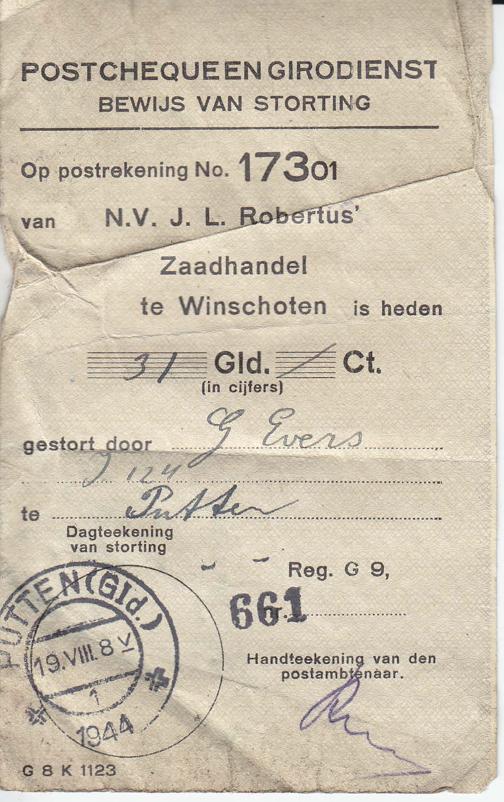 POSTCHEQUE EN GIRODIENST
BEWIJS VAN STORTING
Op postrekening No. 17301
van N.V. J. L. Robertus'
Zaadhandel
te Winschoten is heden
31 Gld. / Ct.
(in cijfers)
gestort door G Evers
J 124
te Putten
Dagteekening
van storting
- - Reg. G 9,
661
PUTTEN (Gld.)
19.VIII.8 V
1
1944
Handteekening van den
postambtenaar.
G 8 K 1123